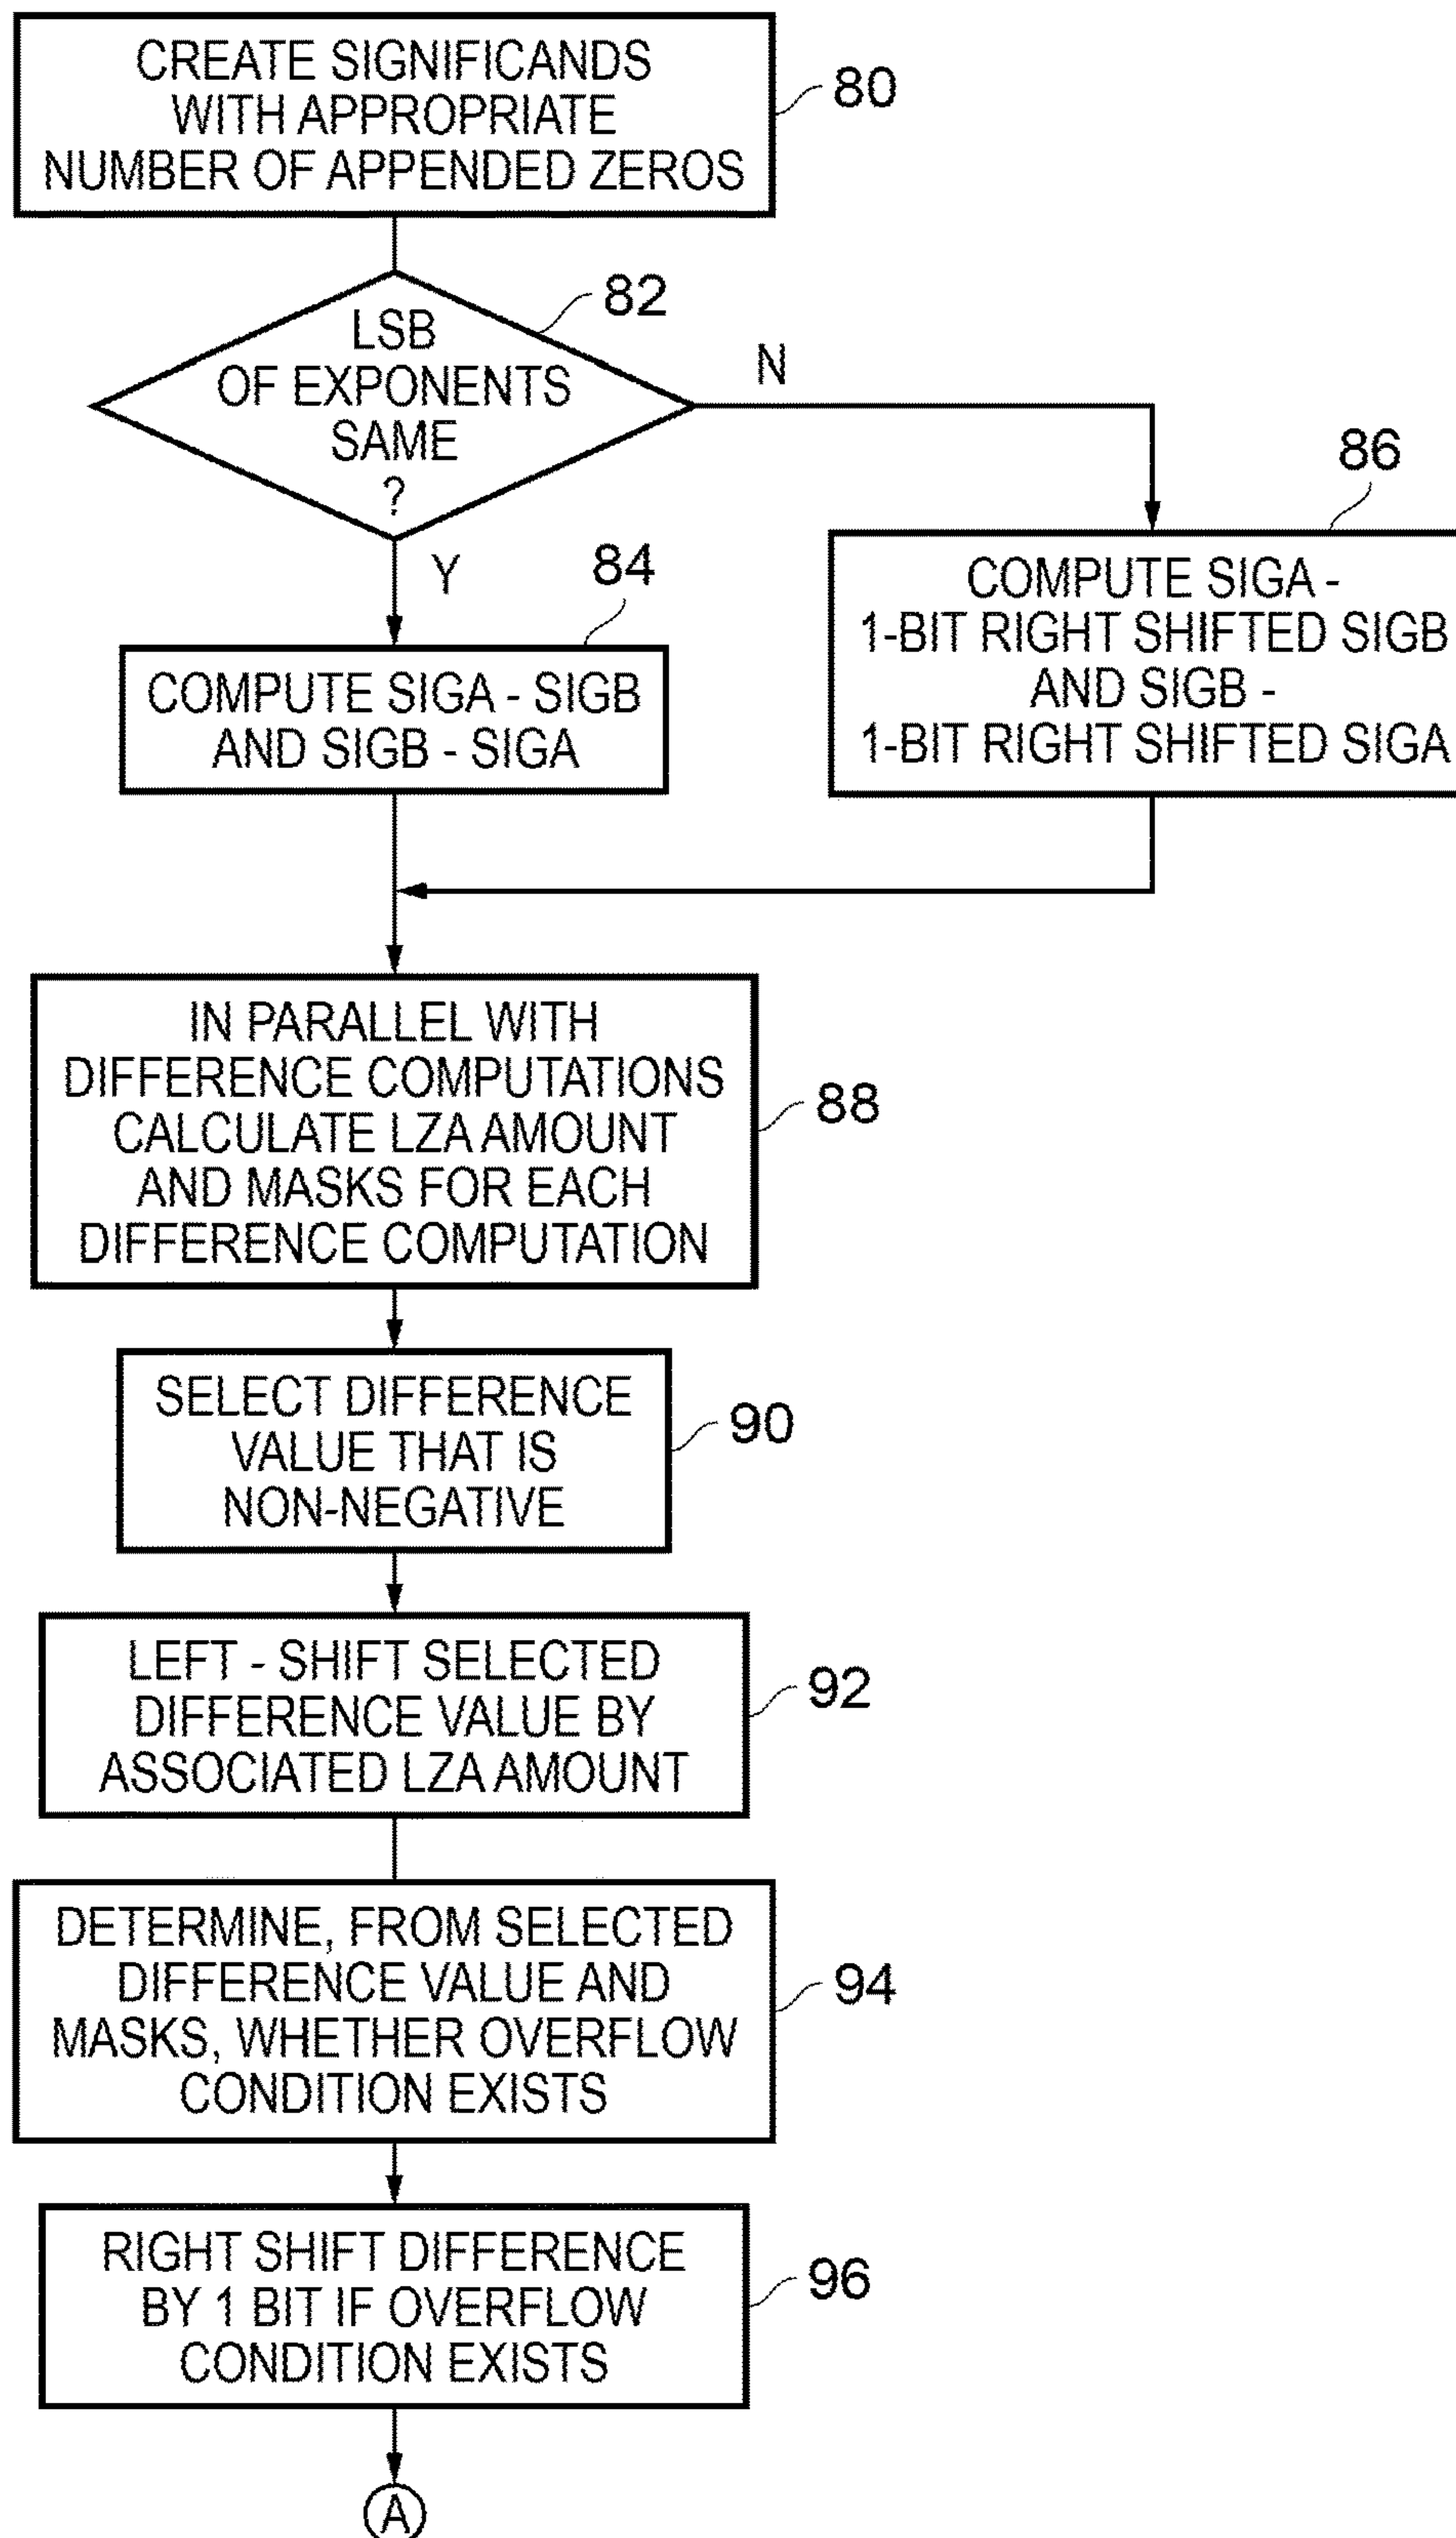 CREATE SIGNIFICANDS
WITH APPROPRIATE
NUMBER OF APPENDED ZEROS
80
82
LSB
OF EXPONENTS
SAME
?
N
Y
86
COMPUTE SIGA -
1-BIT RIGHT SHIFTED SIGB
AND SIGB -
1-BIT RIGHT SHIFTED SIGA
84
COMPUTE SIGA - SIGB
AND SIGB - SIGA
IN PARALLEL WITH
DIFFERENCE COMPUTATIONS
CALCULATE LZA AMOUNT
AND MASKS FOR EACH
DIFFERENCE COMPUTATION
88
SELECT DIFFERENCE
VALUE THAT IS
NON-NEGATIVE
90
LEFT - SHIFT SELECTED
DIFFERENCE VALUE BY
ASSOCIATED LZA AMOUNT
92
DETERMINE, FROM SELECTED
DIFFERENCE VALUE AND
MASKS, WHETHER OVERFLOW
CONDITION EXISTS
94
RIGHT SHIFT DIFFERENCE
BY 1 BIT IF OVERFLOW
CONDITION EXISTS
96
A